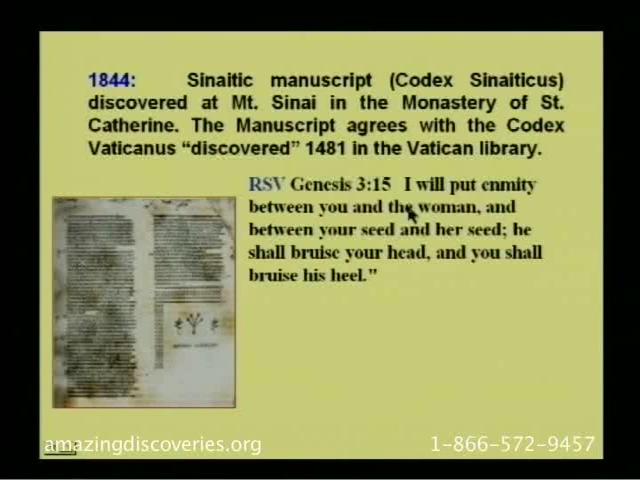 1844: Sinaitic manuscript (Codex Sinaiticus)
discovered at Mt. Sinai in the Monastery of St.
Catherine. The Manuscript agrees with the Codex
Vaticanus “discovered” 1481 in the Vatican library.
RSV Genesis 3:15 I will put enmity
between you and the woman, and
between your seed and her seed; he
shall bruise your head, and you shall
bruise his heel."
amazingdiscoveries.org
1-866-572-9457